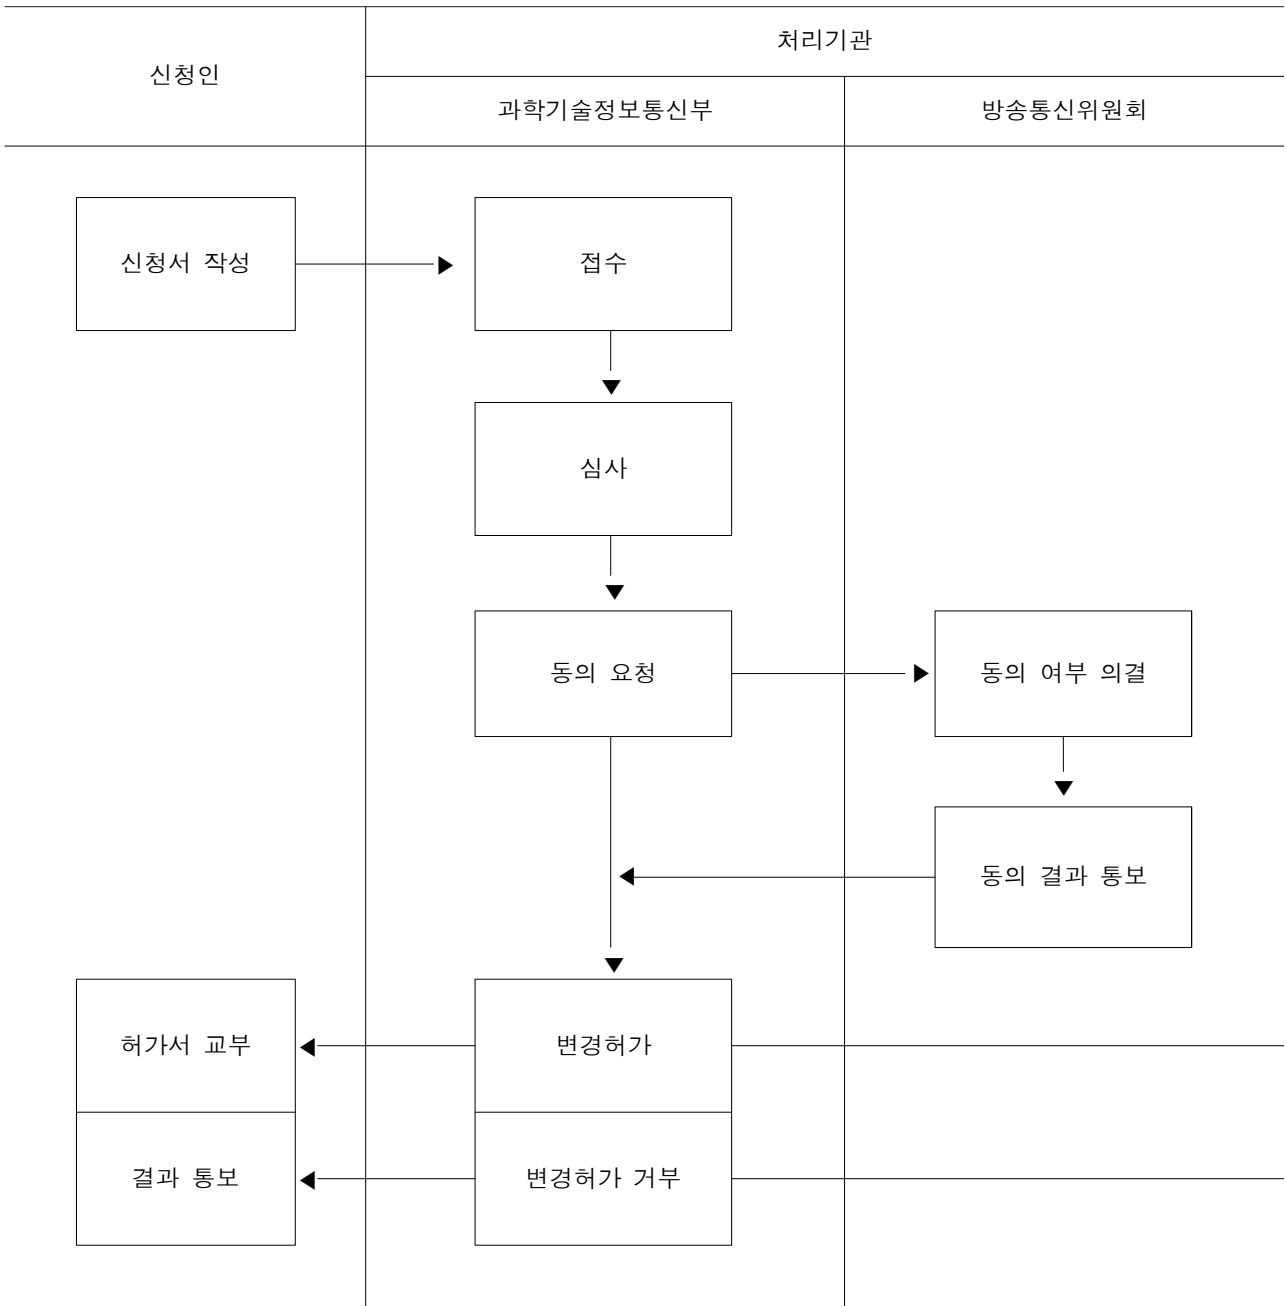 신청인
처리기관
과학기술정보통신부
방송통신위원회
신청서 작성
접수
심사
동의 요청
동의 여부 의결
동의 결과 통보
허가서 교부
변경허가
결과 통보
변경허가 거부